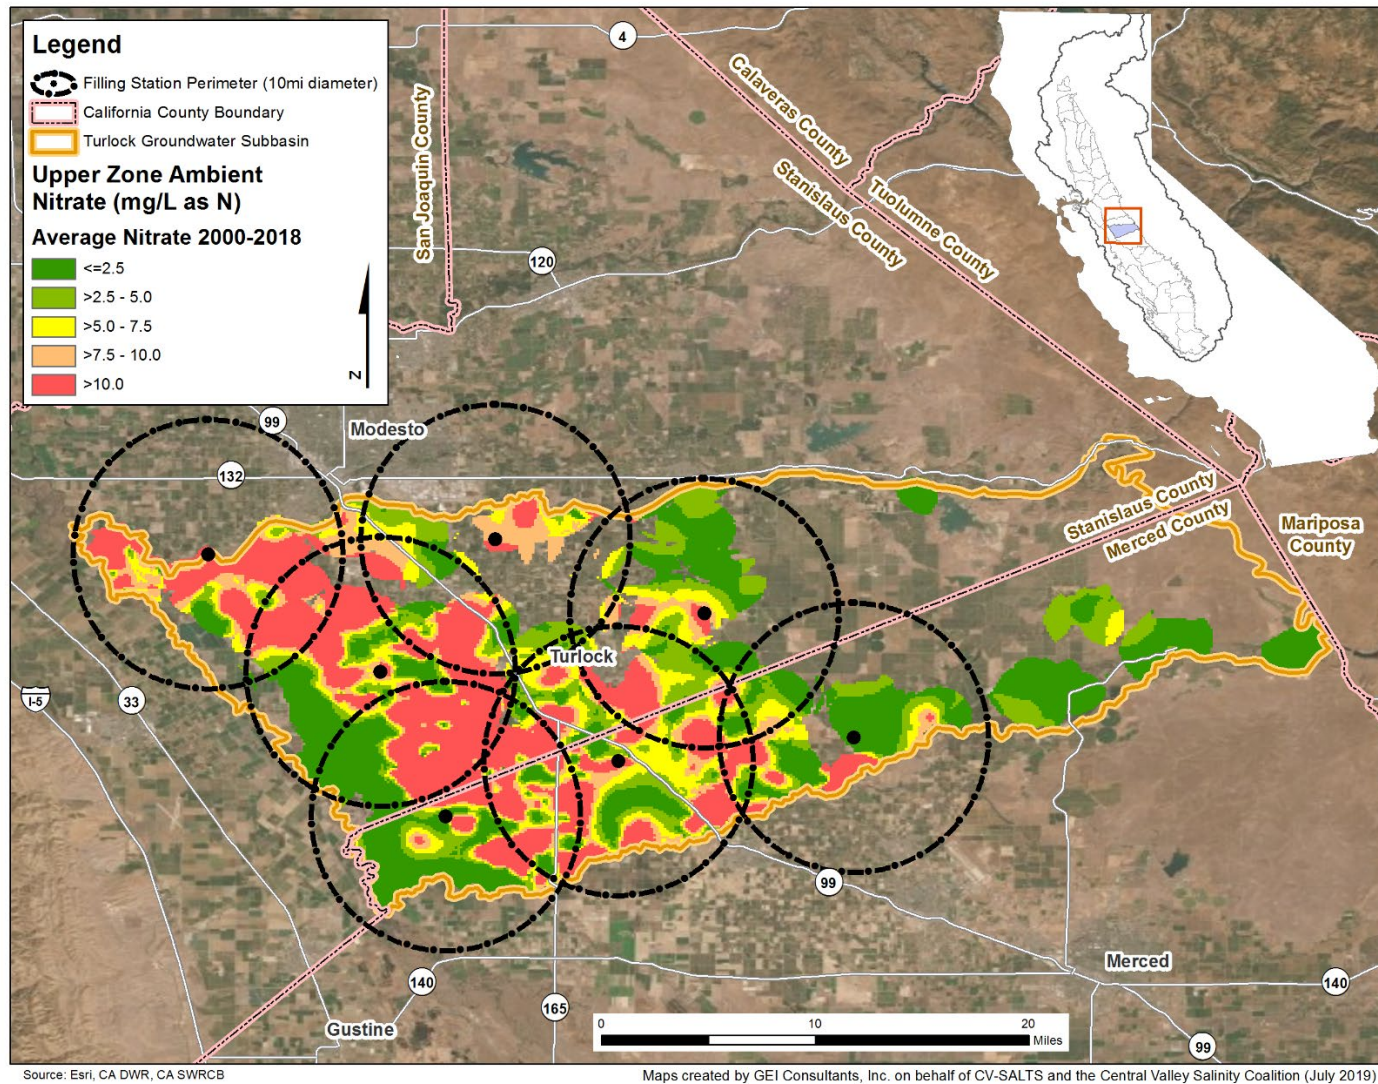 Legend
Filling Station Perimeter (10mi diameter)
California County Boundary
Turlock Groundwater Subbasin
Upper Zone Ambient
Nitrate (mg/L as N)
Average Nitrate 2000-2018
<=2.5
>2.5 - 5.0
>5.0 - 7.5
>7.5 - 10.0
>10.0
N
4
San Joaquin County
Calaveras County
Stanislaus County
Tuolumne County
120
99
Modesto
132
Stanislaus County
Merced County
Mariposa
County
Turlock
I-5
33
99
Merced
140
140
165
Gustine
99
0
10
20
Miles
Source: Esri, CA DWR, CA SWRCB
Maps created by GEI Consultants, Inc. on behalf of CV-SALTS and the Central Valley Salinity Coalition (July 2019)